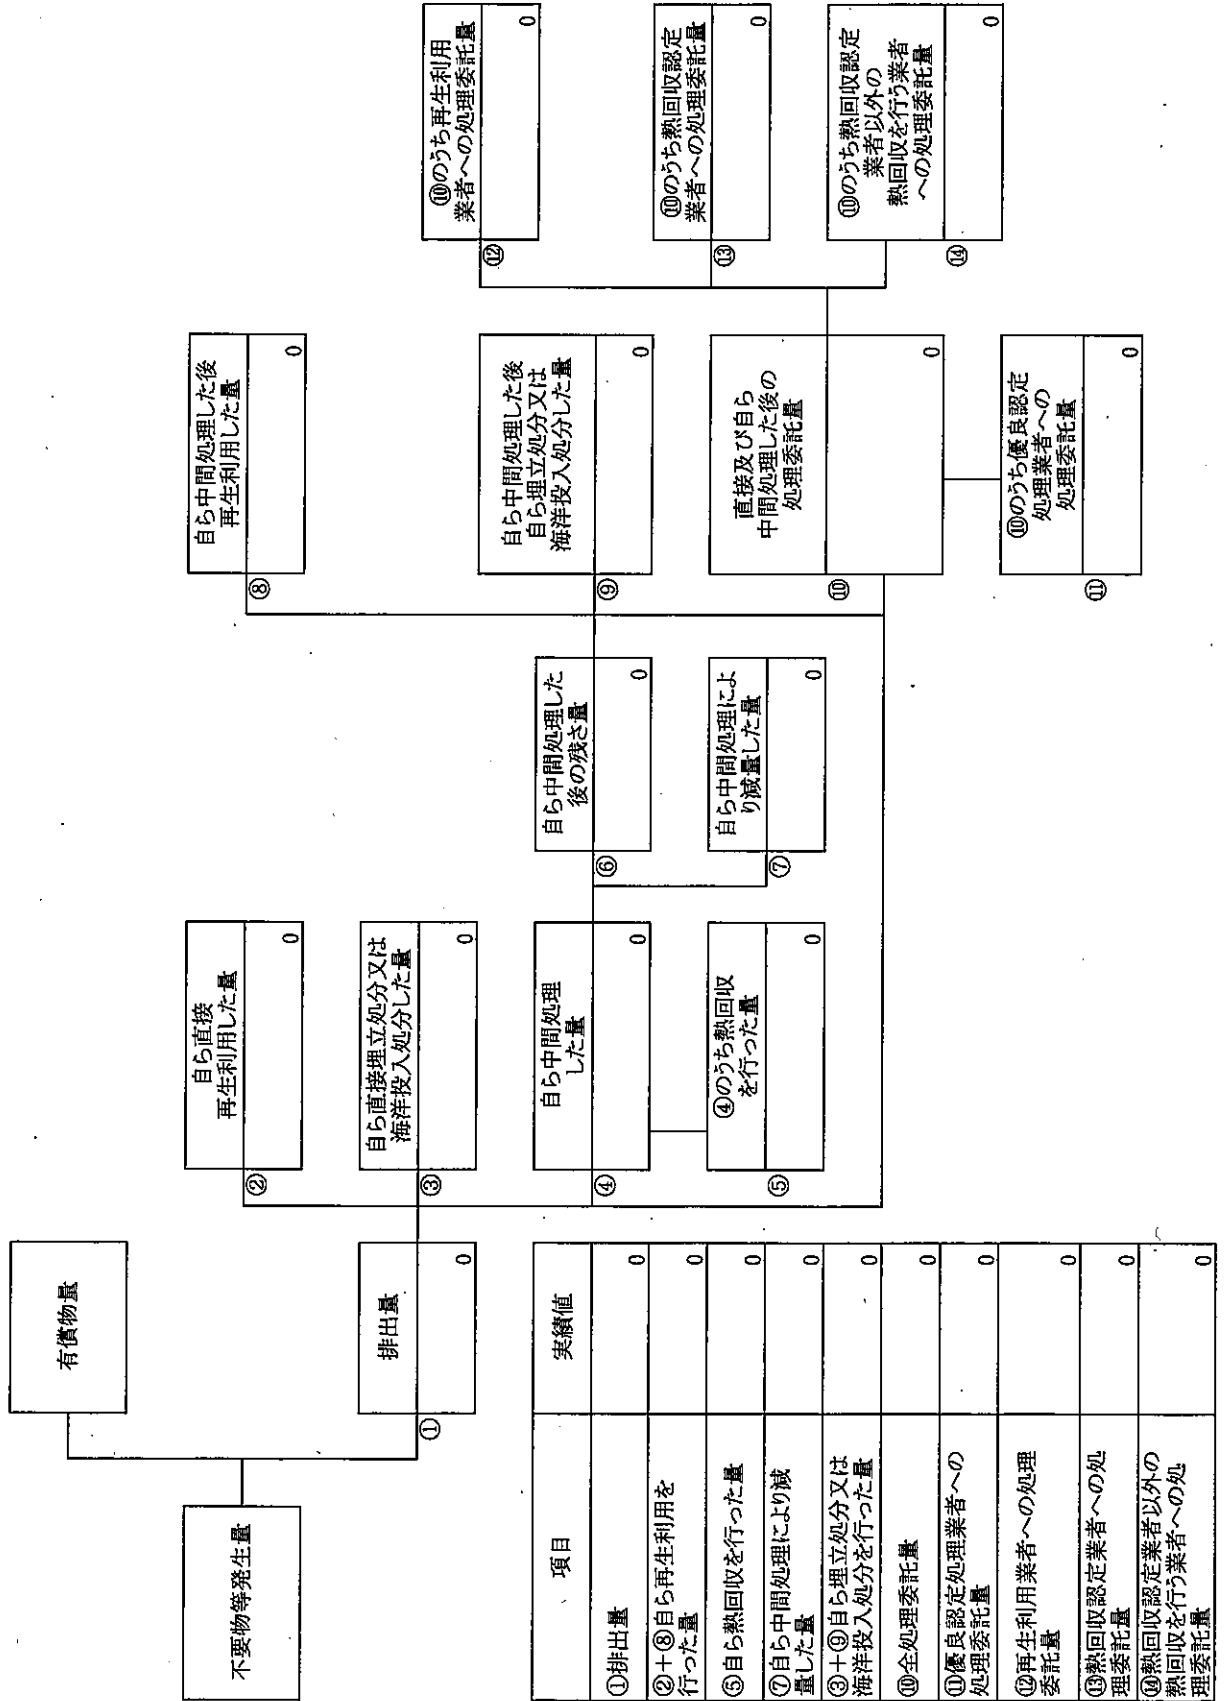 有償物量
不要物等発生量
排出量
0
①
自ら直接
再生利用した量
0
②
自ら直接埋立処分又は
海洋投入処分した量
0
③
自ら中間処理
した量
0
④
④のうち熱回収
を行った量
0
⑤
自ら中間処理した
後の残さ量
0
⑥
自ら中間処理によ
り減量した量
0
⑦
自ら中間処理した後
再生利用した量
0
⑧
自ら中間処理した後
自ら埋立処分又は
海洋投入処分した量
0
⑨
直接及び自ら
中間処理した後の
処理委託量
0
⑩
⑩のうち優良認定
処理業者への
処理委託量
0
⑪
⑩のうち再生利用
業者への処理委託量
0
⑫
⑩のうち熱回収認定
業者への処理委託量
0
⑬
⑩のうち熱回収認定
業者以外の
熱回収を行う業者
への処理委託量
0
⑭
項目 実績値
①排出量 0
②+⑧自ら再生利用を
行った量 0
⑤自ら熱回収を行った量 0
⑦自ら中間処理により減
量した量 0
③+⑨自ら埋立処分又は
海洋投入処分を行った量 0
⑩全処理委託量 0
⑪優良認定処理業者への
処理委託量 0
⑫再生利用業者への処理
委託量 0
⑬熱回収認定業者への処
理委託量 0
⑭熱回収認定業者以外の
熱回収を行う業者への処
理委託量 0